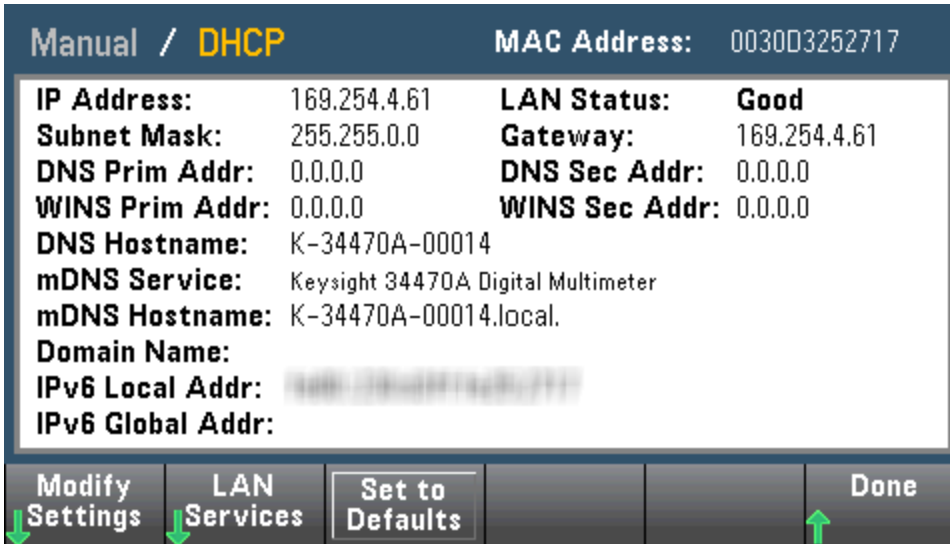 Manual / DHCP MAC Address: 0030D3252717
IP Address: 169.254.4.61 LAN Status: Good
Subnet Mask: 255.255.0.0 Gateway: 169.254.4.61
DNS Prim Addr: 0.0.0.0 DNS Sec Addr: 0.0.0.0
WINS Prim Addr: 0.0.0.0 WINS Sec Addr: 0.0.0.0
DNS Hostname: K-34470A-00014
mDNS Service: Keysight 34470A Digital Multimeter
mDNS Hostname: K-34470A-00014.local.
Domain Name:
IPv6 Local Addr:
IPv6 Global Addr:
Modify LAN Set to Done
Settings Services Defaults